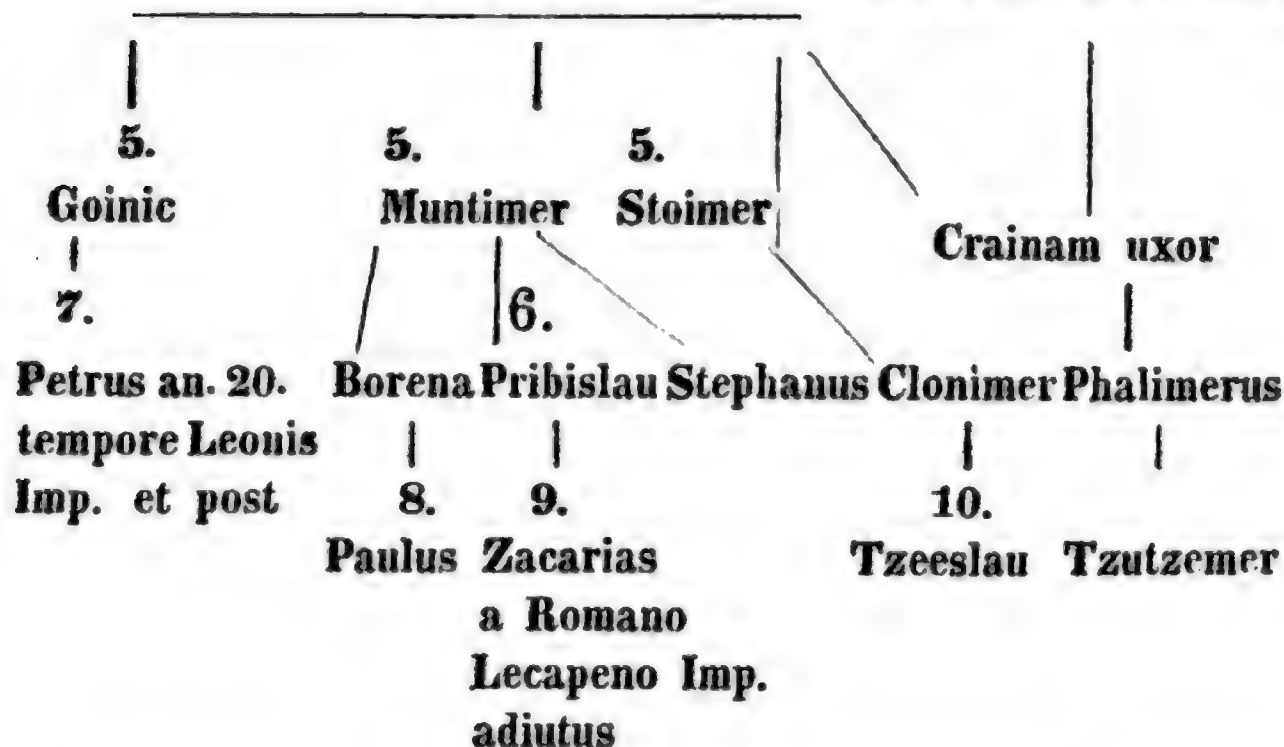 5. 5. 5.
Goinic Muntimer Stoimer
Crainam uxor
7. 6.
Petrus an. 20. Borena Pribislau Stephanus Clonimer Phalimerus
tempore Leonis
Imp. et post 8. 9. 10.
Paulus Zacarias Tzeeslau Tzutzemer
a Romano
Lecapeno Imp.
adiutus